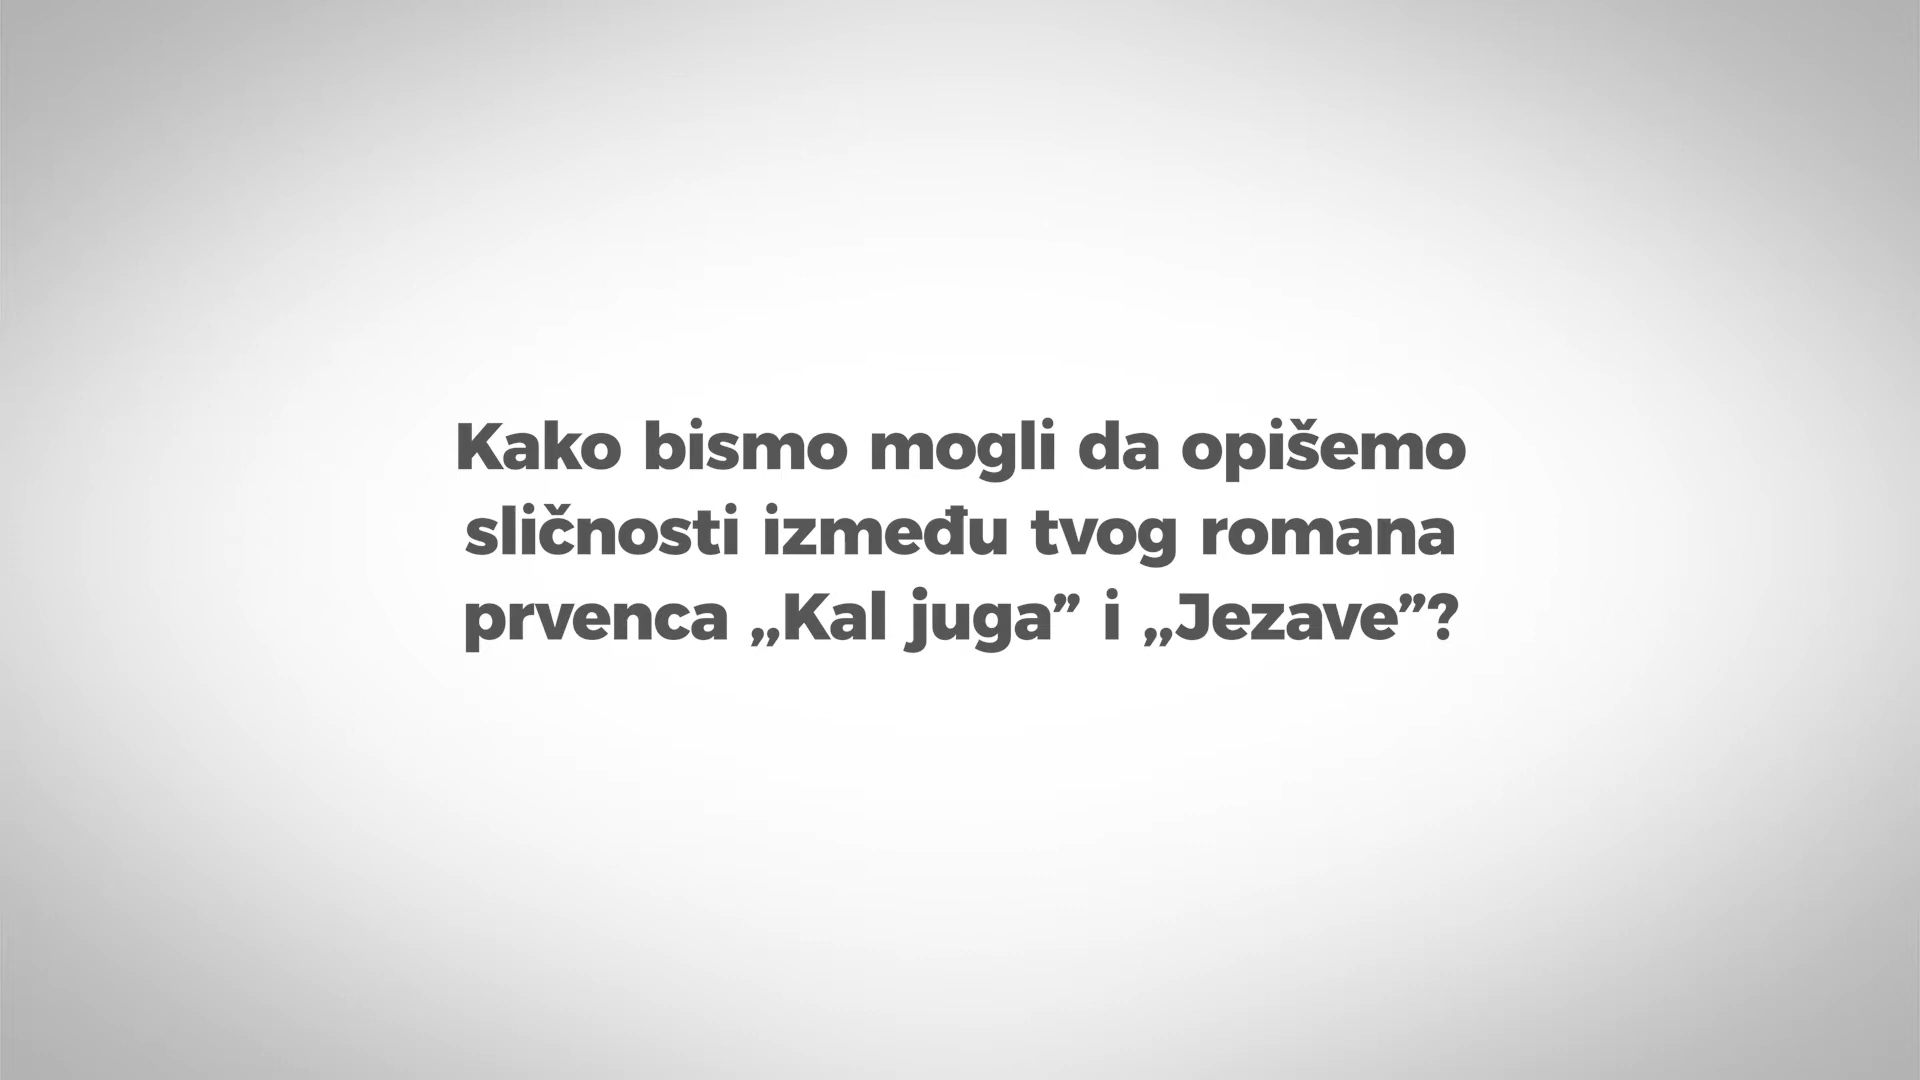 Kako bismo mogli da opišemo
sličnosti između tvog romana
prvenca „Kal juga” i „Jezave”?